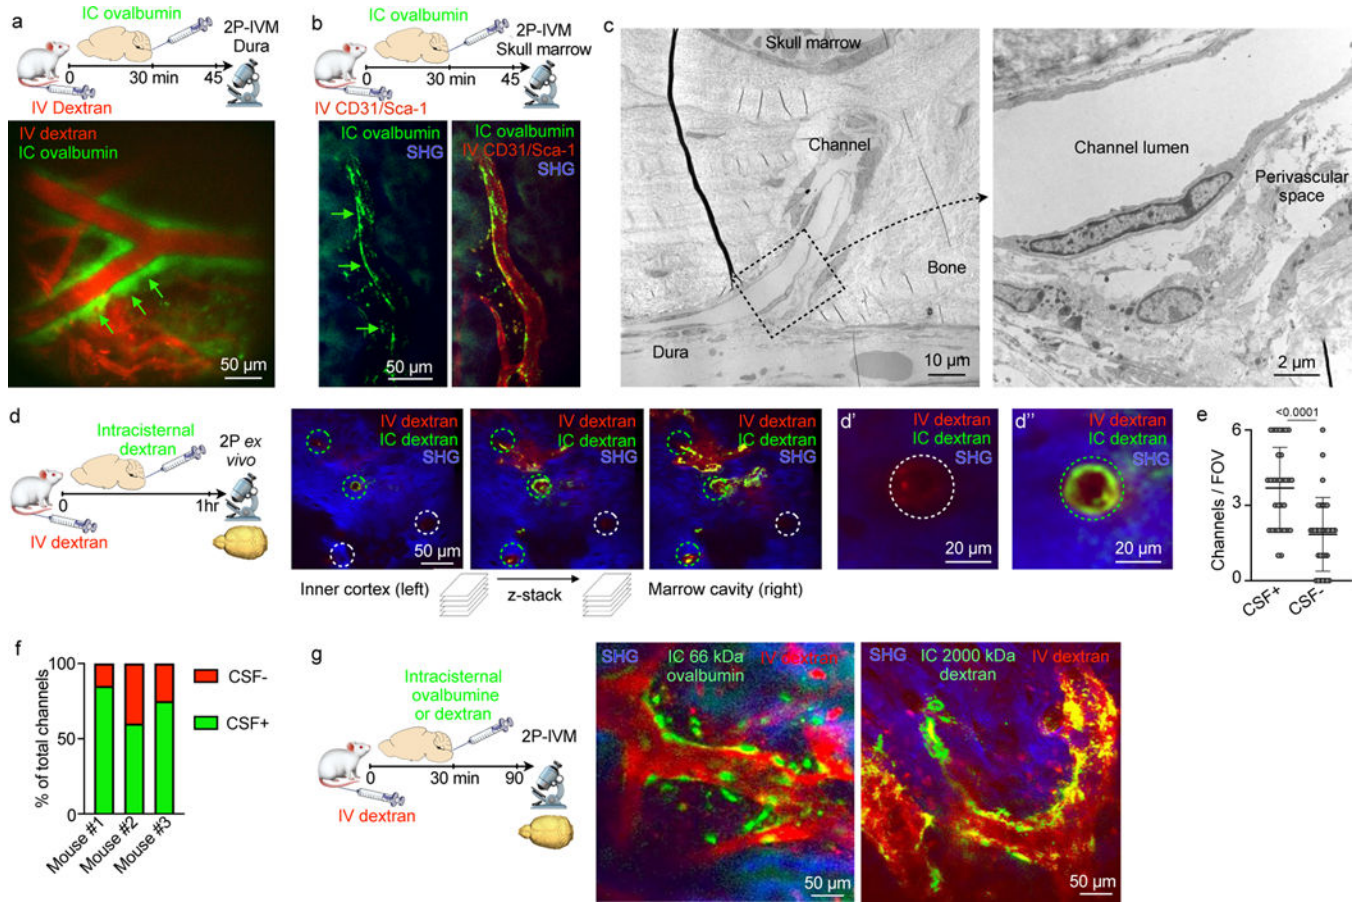 a
IC ovalbumin
2P-IVM
Dura
0
30 min
45
IV Dextran
IV dextran
IC ovalbumin
50 µm
b
IC ovalbumin
2P-IVM
Skull marrow
0
30 min
45
IV CD31/Sca-1
IC ovalbumin
SHG
50 µm
IC ovalbumin
IV CD31/Sca-1
SHG
c
Skull marrow
Channel
Bone
Dura
10 µm
Channel lumen
Perivascular
space
2 µm
d
Intracisternal
dextran
2P ex
vivo
0
1hr
IV dextran
IV dextran
IC dextran
SHG
50 µm
IV dextran
IC dextran
SHG
IV dextran
IC dextran
SHG
Inner cortex (left)
z-stack
Marrow cavity (right)
d'
IV dextran
IC dextran
SHG
20 µm
d''
IV dextran
IC dextran
SHG
20 µm
e
<0.0001
Channels / FOV
6
3
0
CSF+
CSF-
f
% of total channels
100
50
0
Mouse #1
Mouse #2
Mouse #3
CSF-
CSF+
g
Intracisternal
ovalbumine
or dextran
2P-IVM
0
30 min
90
IV dextran
SHG
IC 66 kDa
ovalbumin
IV dextran
50 µm
SHG
IC 2000 kDa
dextran
IV dextran
50 µm